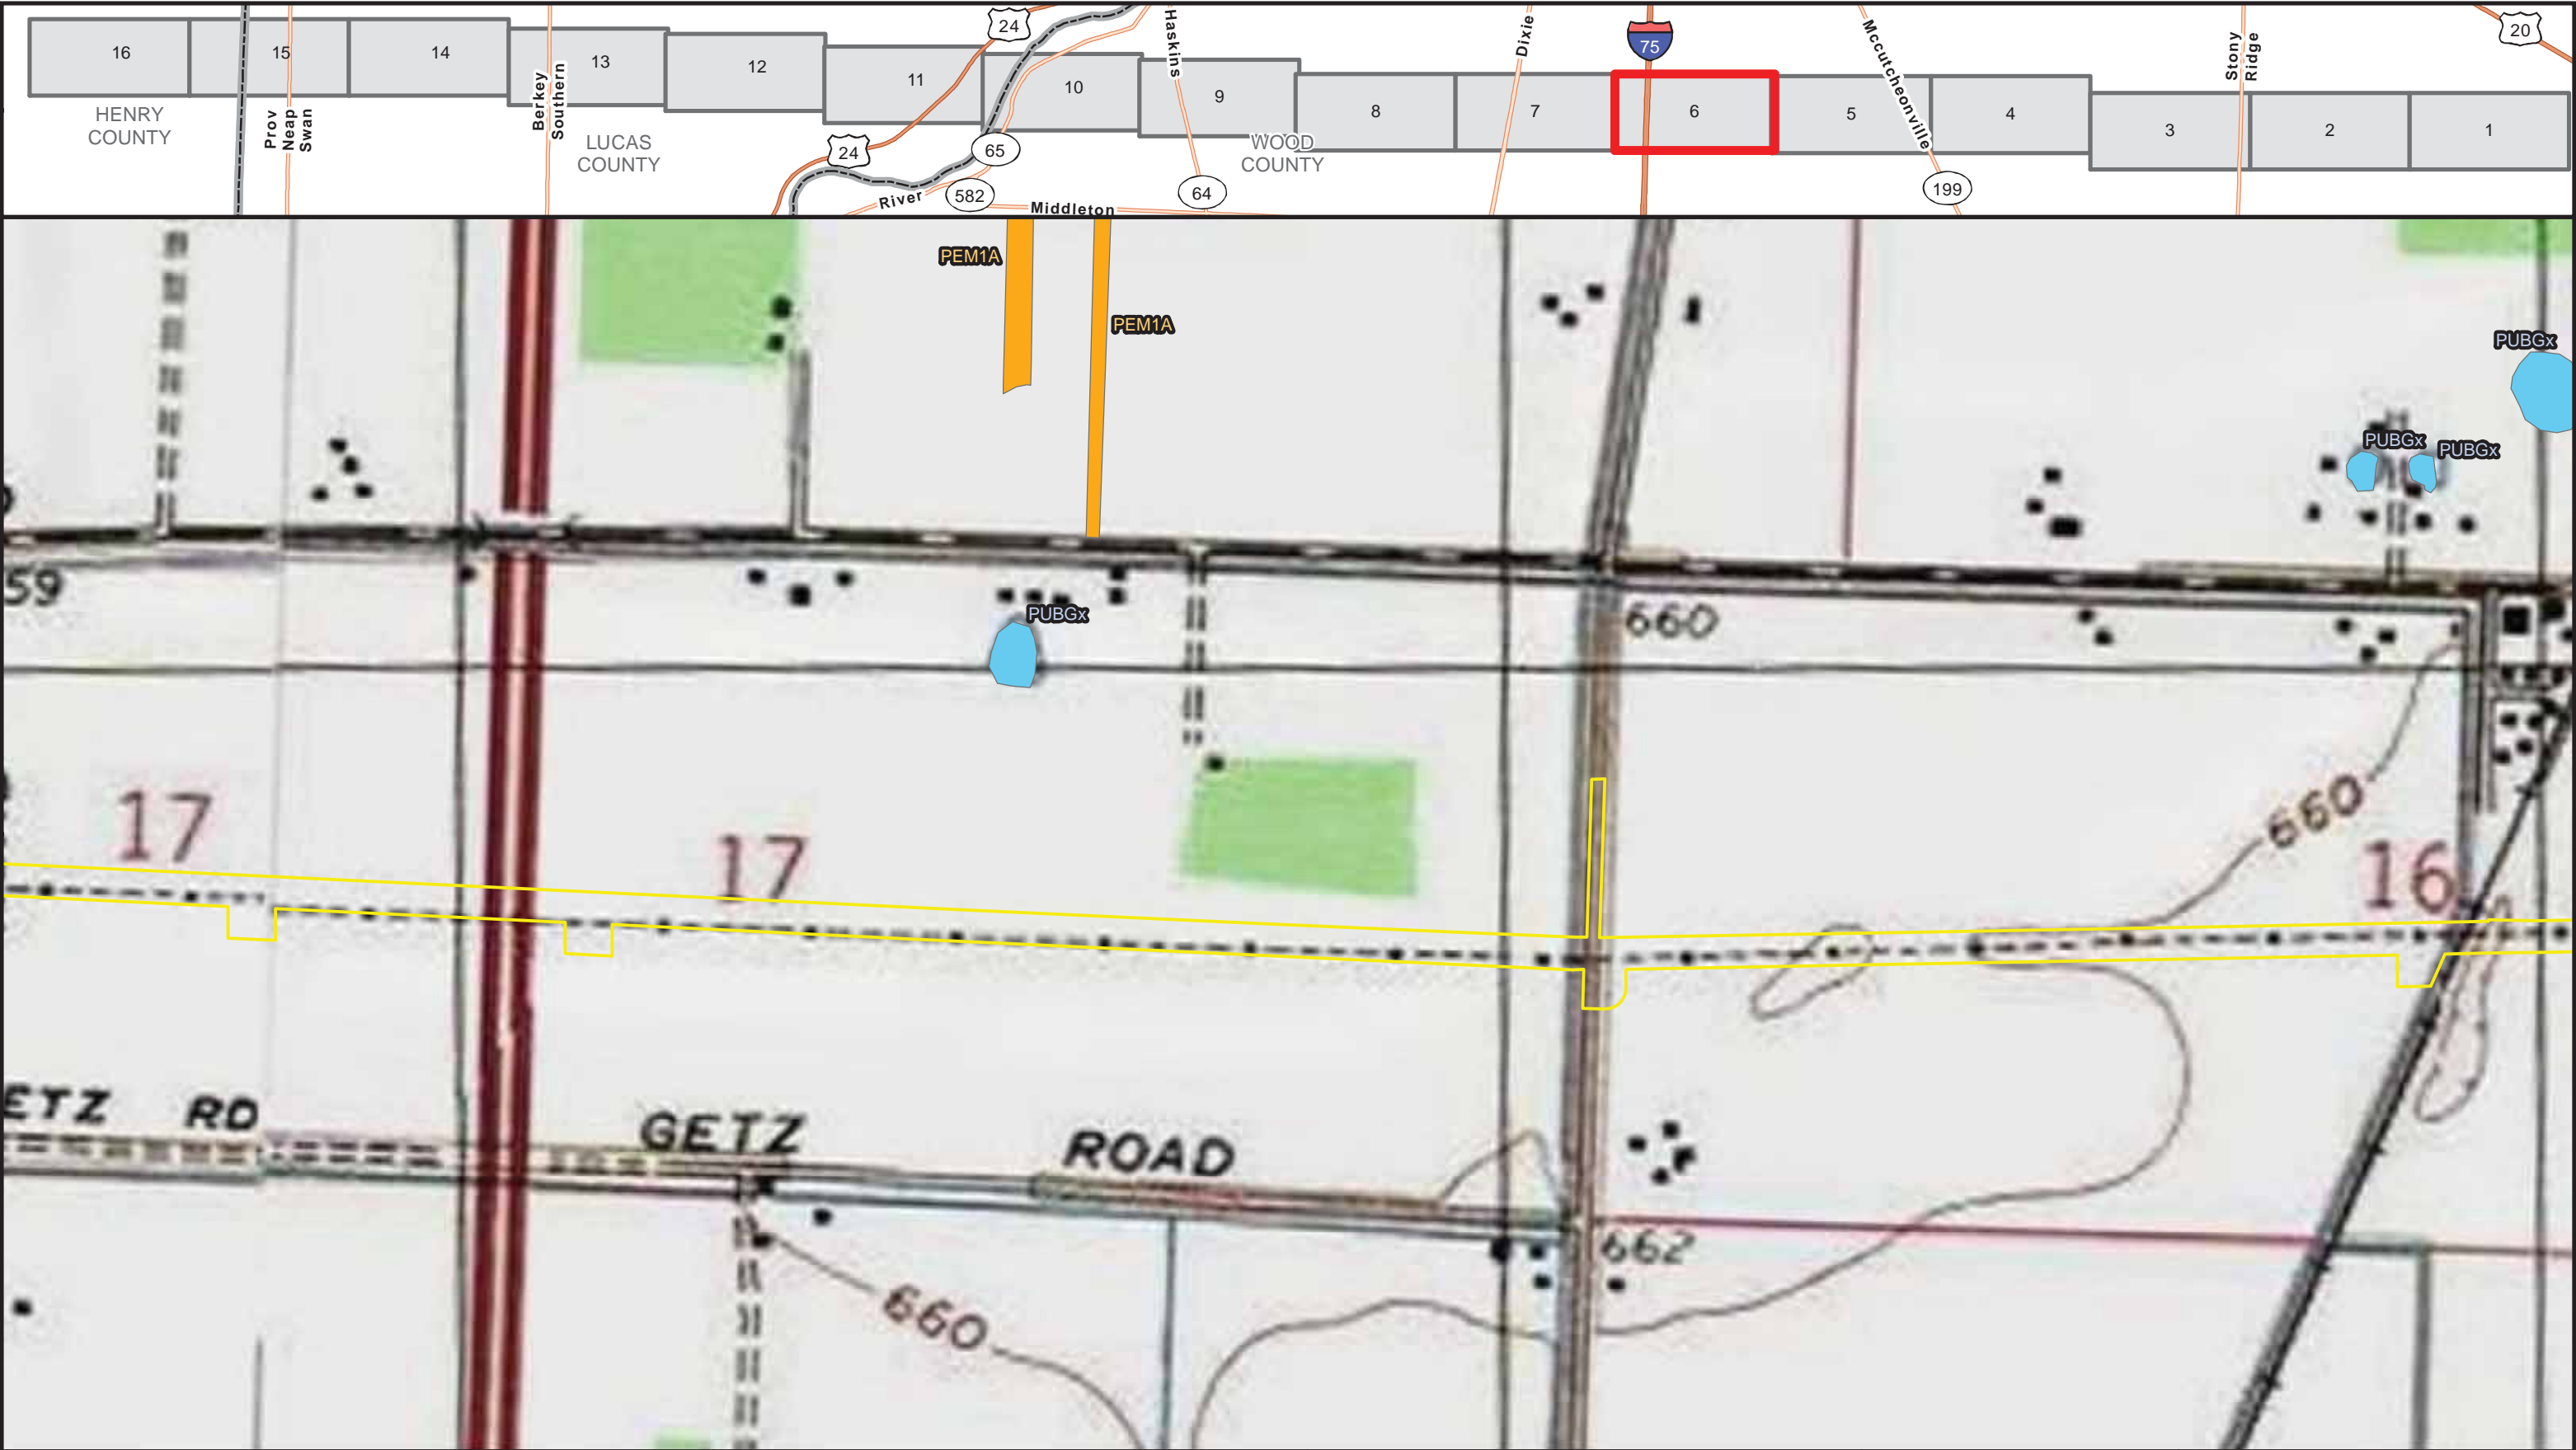 16
15
14
13
12
11
10
9
8
7
6
5
4
3
2
1
HENRY
COUNTY
Prov
Neap
Swan
Berkey
Southern
LUCAS
COUNTY
24
24
65
582
River
Middleton
Haskins
64
WOOD
COUNTY
Dixie
75
Mccutcheonville
199
Stony
Ridge
20
PEM1A
PEM1A
PUBGx
PUBGx
PUBGx
PUBGx
59
660
660
17
17
16
ETZ RD
GETZ ROAD
662
660